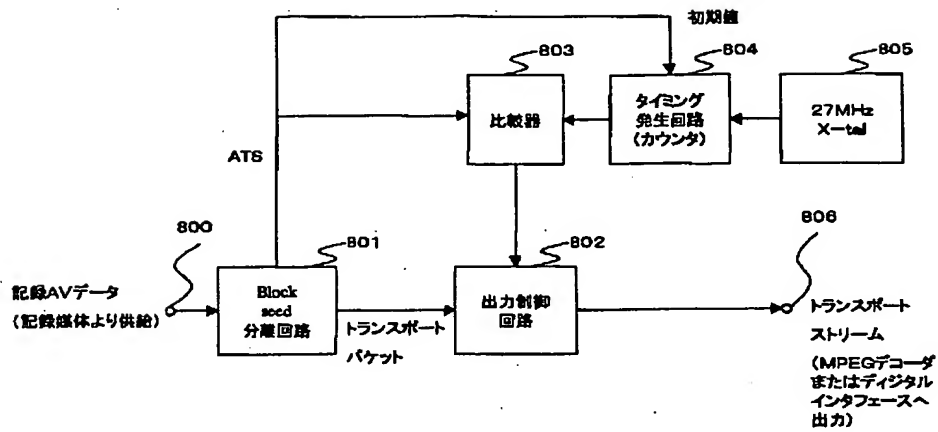 初期値
803
804
805
比較器
タイミング
発生回路
(カウンタ)
27MHz
X-tal
ATS
800
801
802
806
記録AVデータ
(記録媒体より供給)
Block
seed
分離回路
トランスポート
パケット
出力制御
回路
トランスポート
ストリーム
(MPEGデコーダ
またはディジタル
インタフェースへ
出力)